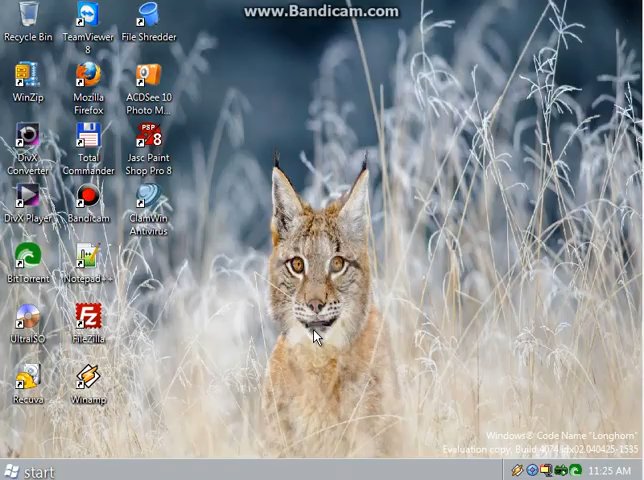 www.Bandicam.com
Recycle Bin
TeamViewer 8
File Shredder
WinZip
Mozilla Firefox
ACDSee 10 Photo M...
DivX Converter
Total Commander
PSP 8
Jasc Paint Shop Pro 8
DivX Player
Bandicam
ClamWin Antivirus
BitTorrent
Notepad++
UltraISO
Fz
FileZilla
Recuva
Winamp
Windows® Code Name "Longhorn"
Evaluation copy. Build 4074.idx02.040425-1535
start
11:25 AM